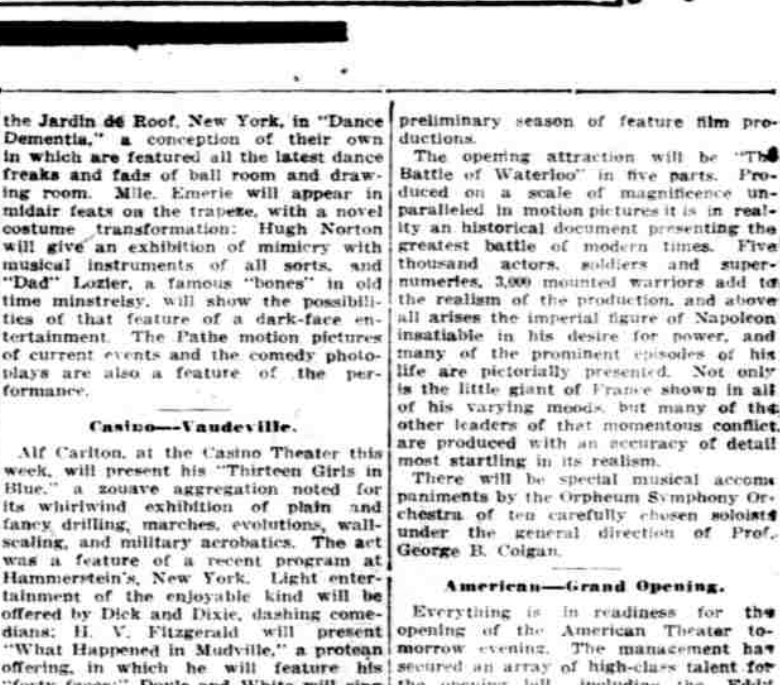 the Jardin de Roof, New York, in "Dance
Dementia," a conception of their own
in which are featured all the latest dance
freaks and fads of ball room and draw-
ing room. Mlle. Emerie will appear in
midair feats on the trapeze, with a novel
costume transformation; Hugh Norton
will give an exhibition of mimicry with
musical instruments of all sorts, and
"Dad" Lozier, a famous "bones" in old
time minstrelsy, will show the possibili-
ties of that feature of a dark-face en-
tertainment. The Pathe motion pictures
of current events and the comedy photo-
plays are also a feature of the per-
formance.
Casino—Vaudeville.
Alf Carlton, at the Casino Theater this
week, will present his "Thirteen Girls in
Blue," a zouave aggregation noted for
its whirlwind exhibition of plain and
fancy drilling, marches, evolutions, wall-
scaling, and military acrobatics. The act
was a feature of a recent program at
Hammerstein's, New York. Light enter-
tainment of the enjoyable kind will be
offered by Dick and Dixie, dashing come-
dians; H. V. Fitzgerald will present
"What Happened in Mudville," a protean
offering, in which he will feature his
"forty faces;" Doyle and White will sing
preliminary season of feature film pro-
ductions.
The opening attraction will be "The
Battle of Waterloo" in five parts. Pro-
duced on a scale of magnificence un-
paralleled in motion pictures it is in real-
ity an historical document presenting the
greatest battle of modern times. Five
thousand actors, soldiers and super-
numeries, 3,000 mounted warriors add to
the realism of the production, and above
all arises the imperial figure of Napoleon
insatiable in his desire for power, and
many of the prominent episodes of his
life are pictorially presented. Not only
is the little giant of France shown in all
of his varying moods, but many of the
other leaders of that momentous conflict
are produced with an accuracy of detail
most startling in its realism.
There will be special musical accom
paniments by the Orpheum Symphony Or-
chestra of ten carefully chosen soloists
under the general direction of Prof.
George B. Colgan.
American—Grand Opening.
Everything is in readiness for the
opening of the American Theater to-
morrow evening. The management has
secured an array of high-class talent for
the opening bill, including the Eddy